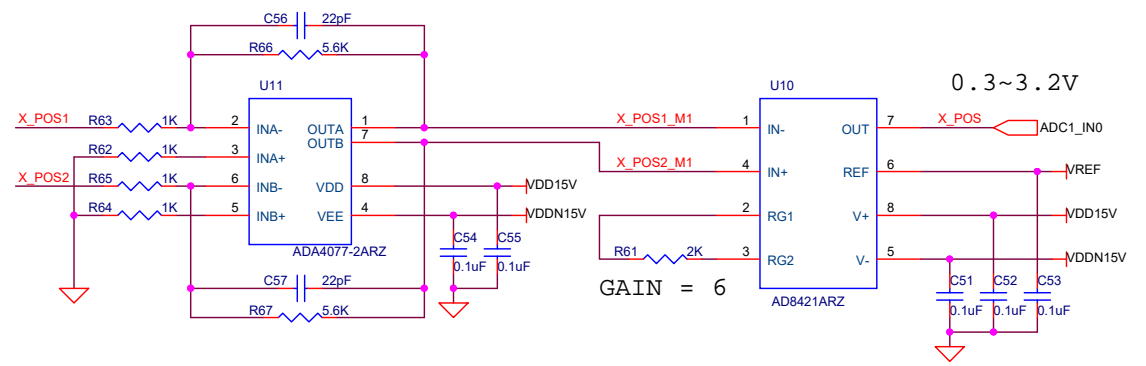 C56 22pF
R66 5.6K
U11
U10
0.3~3.2V
X_POS1 R63 1K 2 INA- OUTA 1 X_POS1_M1 1 IN- OUT 7 X_POS ADC1_IN0
OUTB 7
R62 1K 3 INA+
X_POS2 R65 1K 6 INB- VDD 8 VDD15V X_POS2_M1 4 IN+ REF 6 VREF
R64 1K 5 INB+ VEE 4 VDDN15V 2 RG1 V+ 8 VDD15V
C54 C55
0.1uF 0.1uF
ADA4077-2ARZ
R61 2K 3 RG2 V- 5 VDDN15V
C57 22pF
GAIN = 6
AD8421ARZ
C51 C52 C53
0.1uF 0.1uF 0.1uF
R67 5.6K